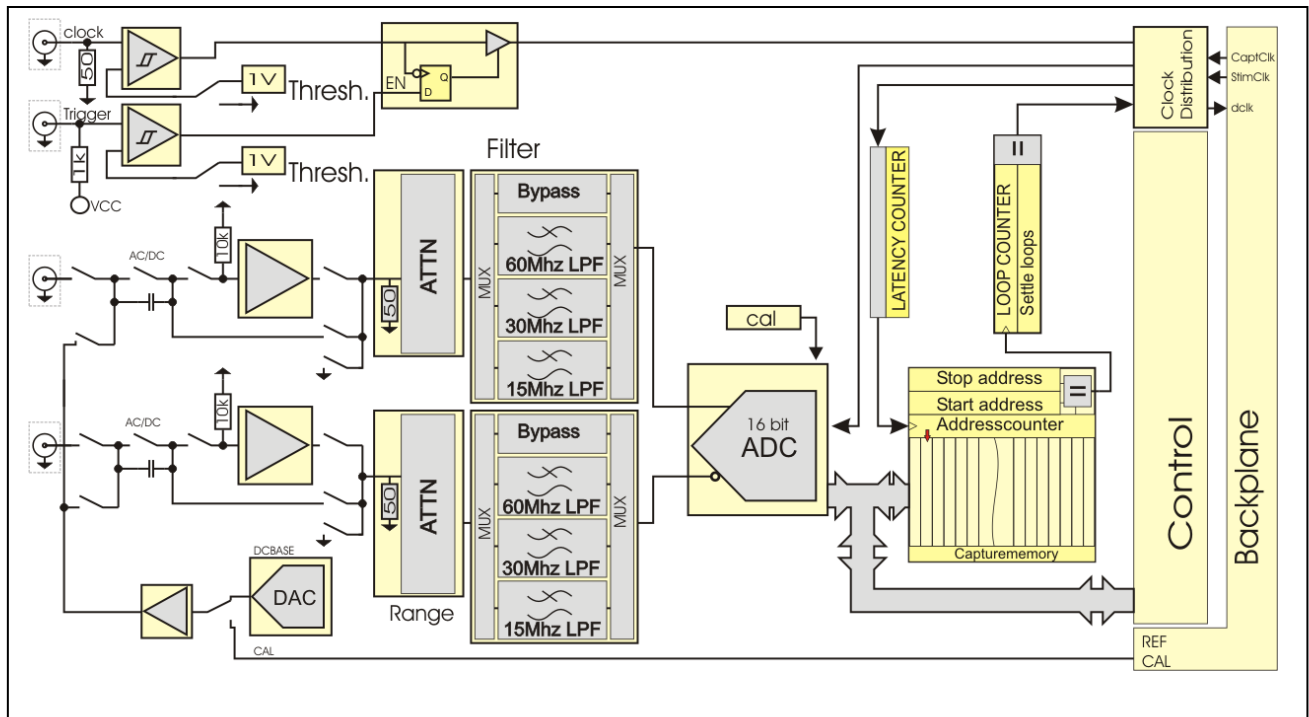 clock
50
1V
Thresh.
EN
Q
D
Trigger
1k
VCC
1V
Thresh.
Clock
Distribution
CaptClk
StimClk
dclk
Filter
AC/DC
10k
50
ATTN
MUX
Bypass
60Mhz LPF
30Mhz LPF
15Mhz LPF
MUX
LATENCY COUNTER
LOOP COUNTER
Settle loops
=
cal
16 bit
ADC
Stop address
Start address
=
Addresscounter
Capturememory
Control
Backplane
AC/DC
10k
50
ATTN
Range
MUX
Bypass
60Mhz LPF
30Mhz LPF
15Mhz LPF
MUX
DCBASE
DAC
CAL
REF
CAL